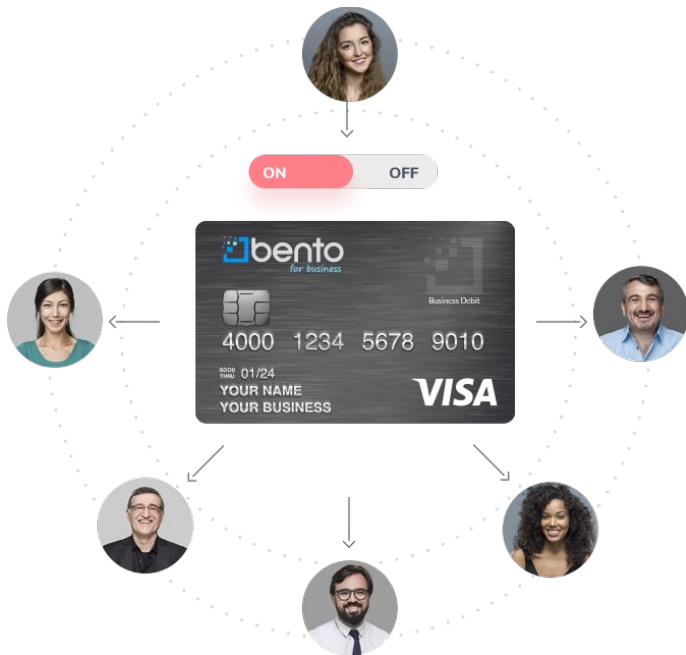 ON OFF
bento
for business
Business Debit
4000 1234 5678 9010
GOOD THRU 01/24
YOUR NAME
YOUR BUSINESS
VISA